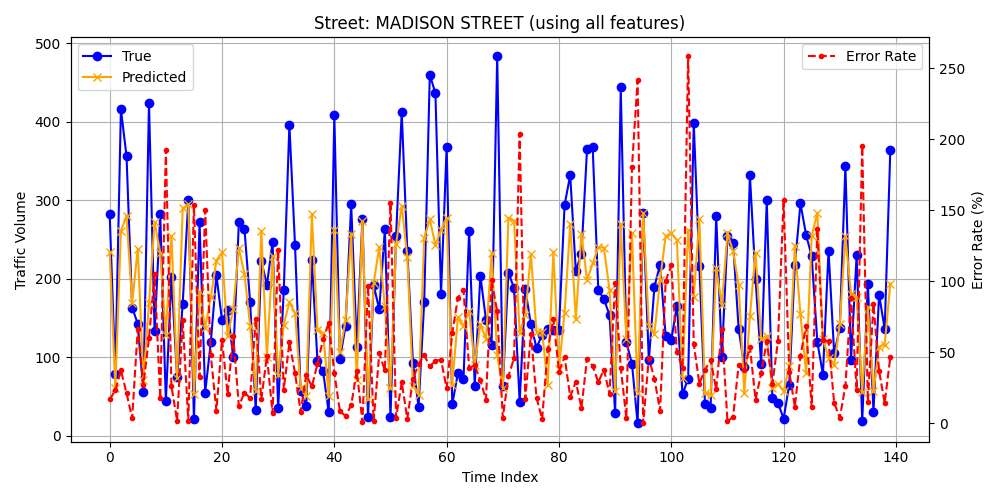 Street: MADISON STREET (using all features)
True
Predicted
Error Rate
500
400
300
200
100
0
Traffic Volume
250
200
150
100
50
0
Error Rate (%)
0 20 40 60 80 100 120 140
Time Index